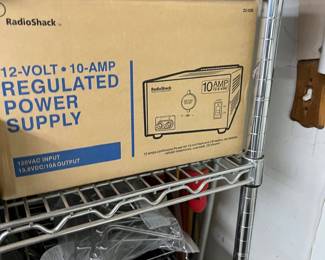 RadioShack
12-VOLT • 10-AMP
REGULATED
POWER
SUPPLY
120VAC INPUT
13.8VDC/10A OUTPUT
RadioShack
10 AMP